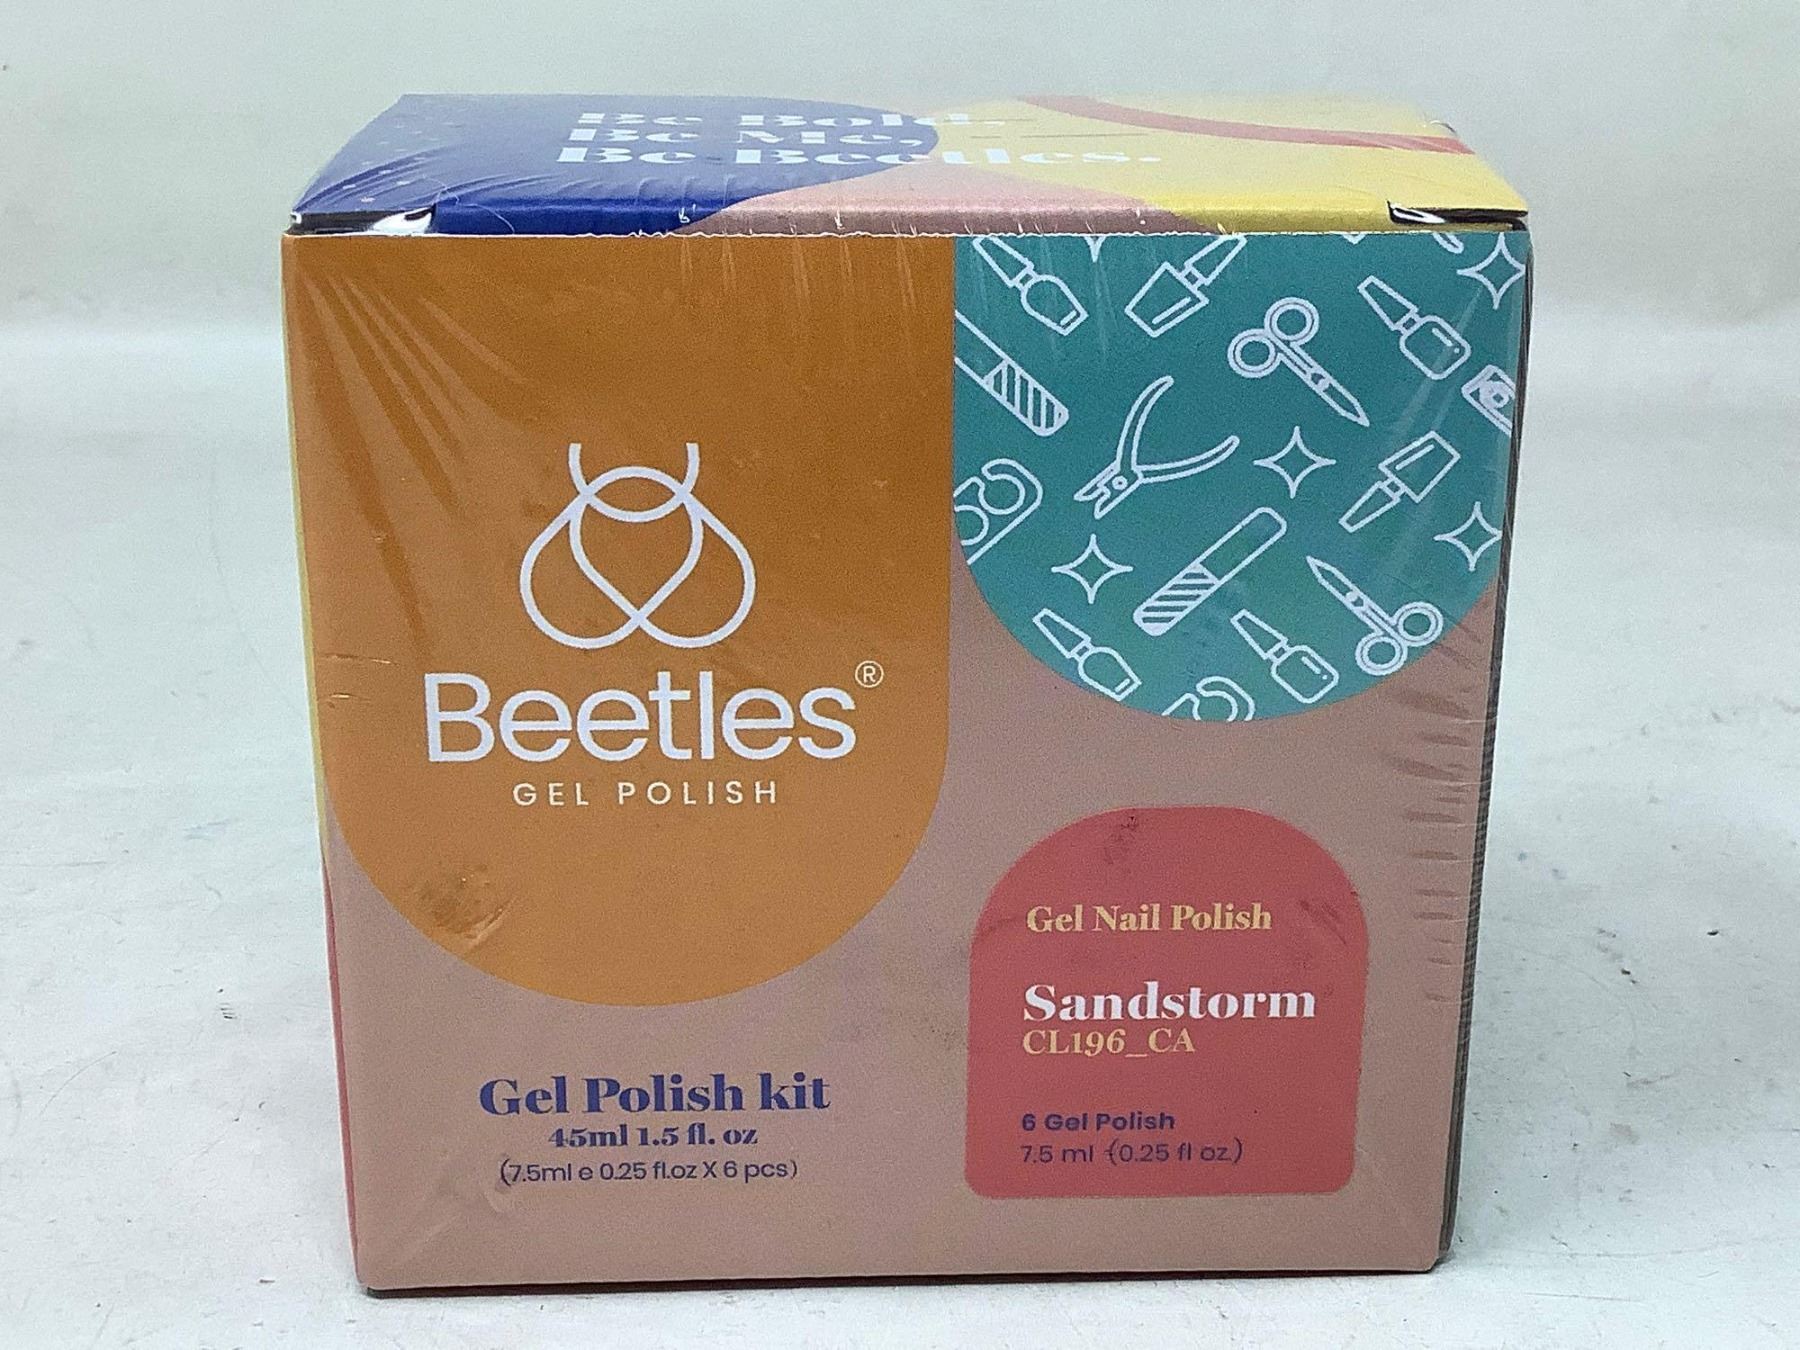 Be Bold,
Be Me,
Be Beetles.
Beetles®
GEL POLISH
Gel Nail Polish
Sandstorm
CL196_CA
6 Gel Polish
7.5 ml (0.25 fl oz.)
Gel Polish kit
45ml 1.5 fl. oz
(7.5ml e 0.25 fl.oz X 6 pcs)